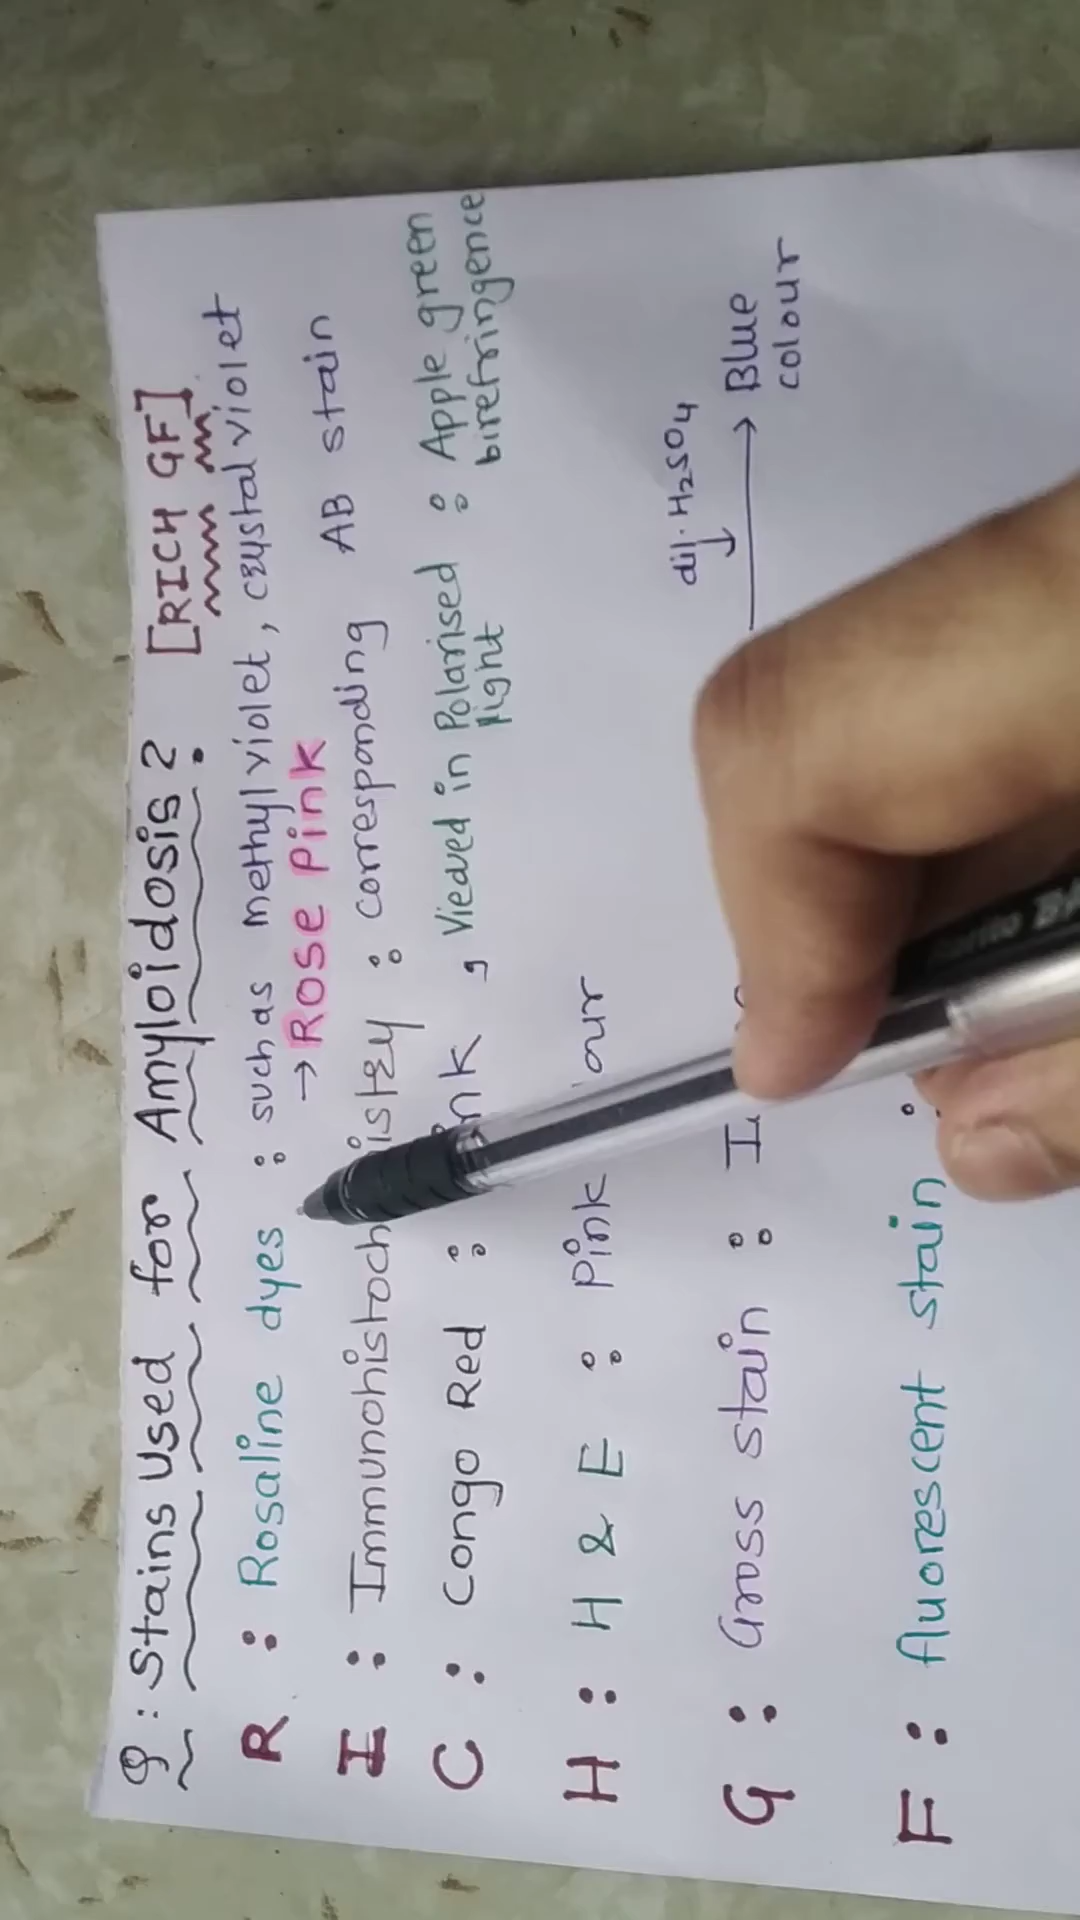 Q: Stains used for Amyloidosis? [RICH GF]
R : Rosaline dyes : such as methyl violet, crystal violet
→ Rose Pink
I : Immunohistoch istry : corresponding AB stain
C : Congo Red : nk , Vieved in Polarised light : Apple green birefringence
H : H & E : Pink our
G : Gross stain : I dil. H₂SO₄ → Blue colour
F : fluorescent stain :